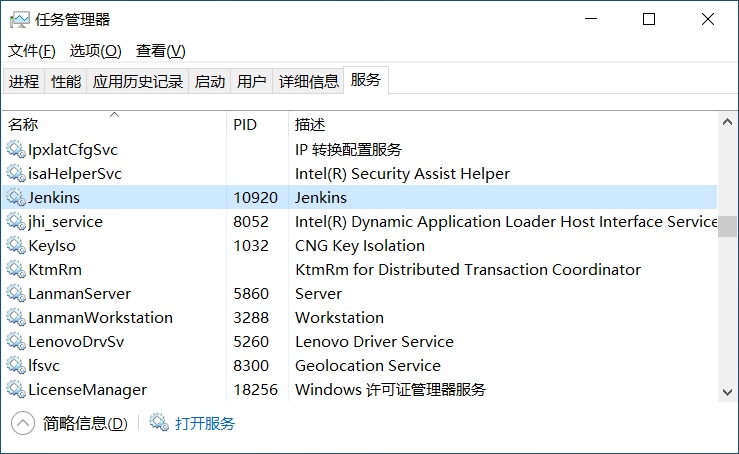 任务管理器
文件(F) 选项(O) 查看(V)
进程 性能 应用历史记录 启动 用户 详细信息 服务
名称 PID 描述
IpxlatCfgSvc IP 转换配置服务
isaHelperSvc Intel(R) Security Assist Helper
Jenkins 10920 Jenkins
jhi_service 8052 Intel(R) Dynamic Application Loader Host Interface Service
KeyIso 1032 CNG Key Isolation
KtmRm KtmRm for Distributed Transaction Coordinator
LanmanServer 5860 Server
LanmanWorkstation 3288 Workstation
LenovoDrvSv 5260 Lenovo Driver Service
lfsvc 8300 Geolocation Service
LicenseManager 18256 Windows 许可证管理器服务
简略信息(D) 打开服务